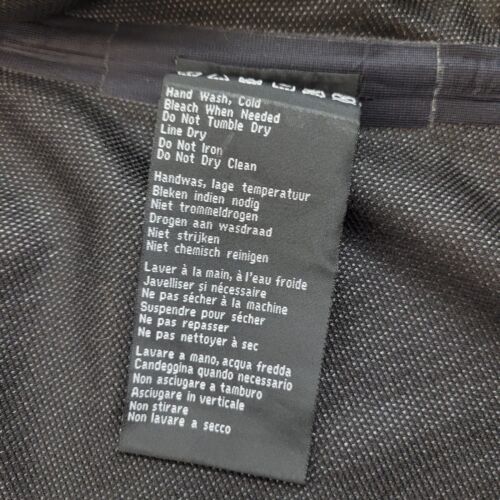 Hand Wash, Cold
Bleach When Needed
Do Not Tumble Dry
Line Dry
Do Not Iron
Do Not Dry Clean
Handwas, lage temperatuur
Bleken indien nodig
Niet trommeldrogen
Drogen aan wasdraad
Niet strijken
Niet chemisch reinigen
Laver à la main, à l'eau froide
Javelliser si nécessaire
Ne pas sécher à la machine
Suspendre pour sécher
Ne pas repasser
Ne pas nettoyer à sec
Lavare a mano, acqua fredda
Candeggina quando necessario
Non asciugare a tamburo
Asciugare in verticale
Non stirare
Non lavare a secco